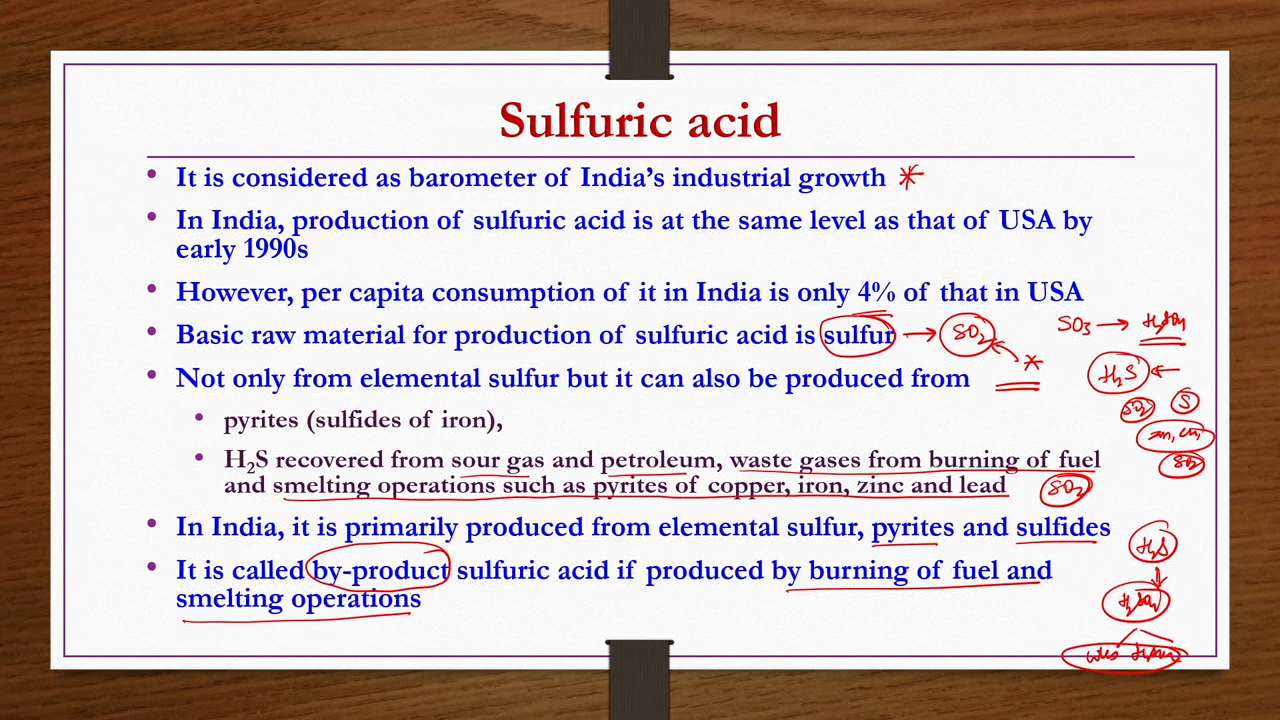 Sulfuric acid
• It is considered as barometer of India's industrial growth *
• In India, production of sulfuric acid is at the same level as that of USA by
early 1990s
• However, per capita consumption of it in India is only 4% of that in USA
• Basic raw material for production of sulfuric acid is sulfur → SO2
SO3 → H2SO4
*
• Not only from elemental sulfur but it can also be produced from
H2S ←
SO2 S
• pyrites (sulfides of iron),
Zn, Cu,
• H2S recovered from sour gas and petroleum, waste gases from burning of fuel
SO2
and smelting operations such as pyrites of copper, iron, zinc and lead SO2
• In India, it is primarily produced from elemental sulfur, pyrites and sulfides
H2S
• It is called by-product sulfuric acid if produced by burning of fuel and
smelting operations
H2SO4